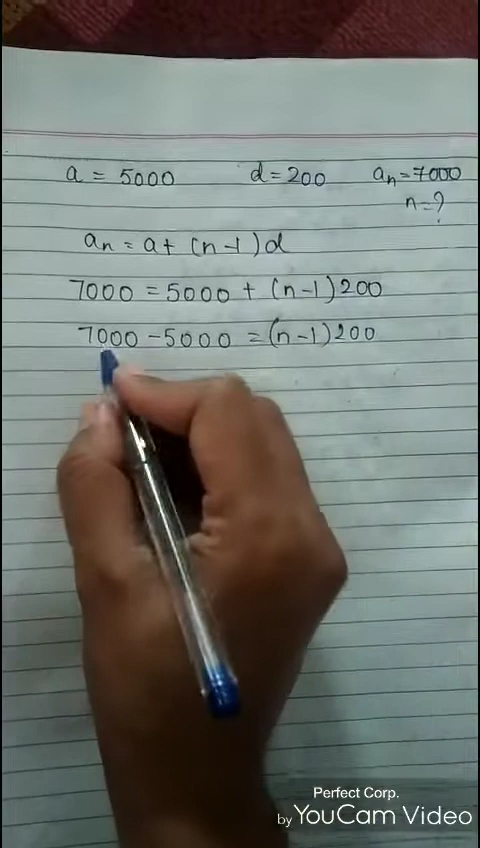 a = 5000 d = 200 an = 7000
n = ?
an = a + (n - 1) d
7000 = 5000 + (n - 1) 200
7000 - 5000 = (n - 1) 200
Perfect Corp.
by YouCam Video